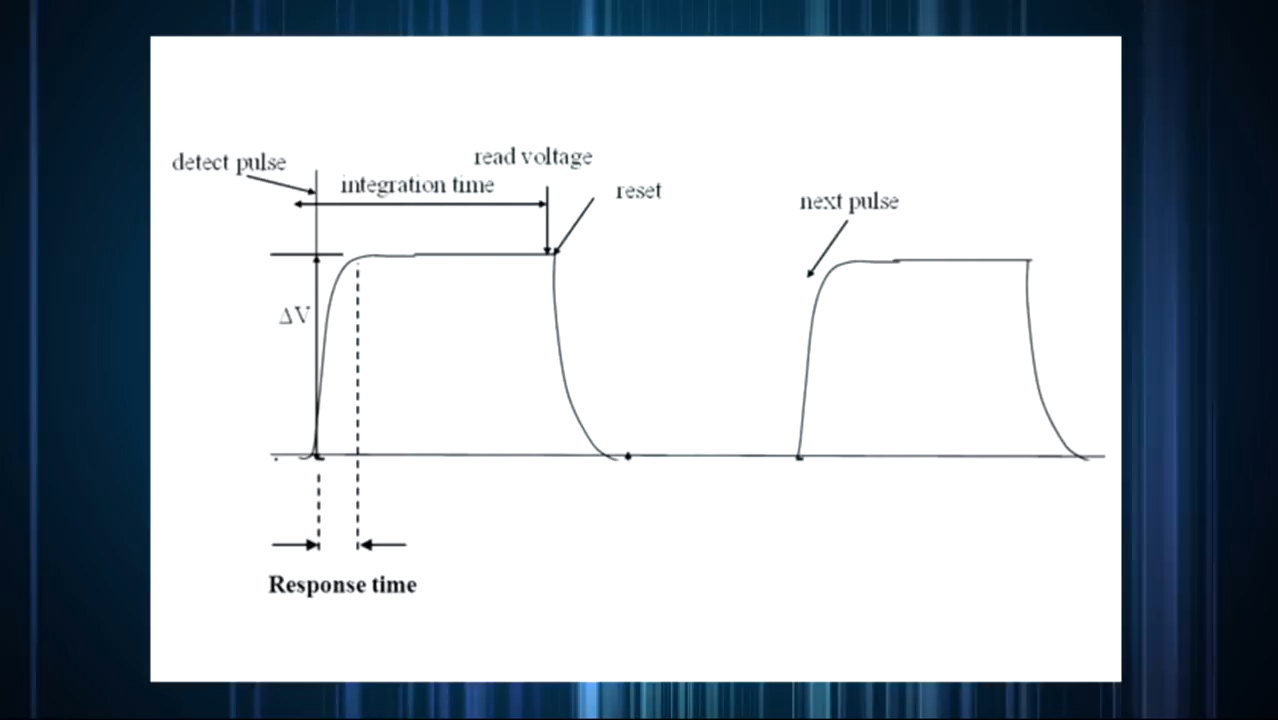 detect pulse
read voltage
integration time
reset
next pulse
ΔV
Response time